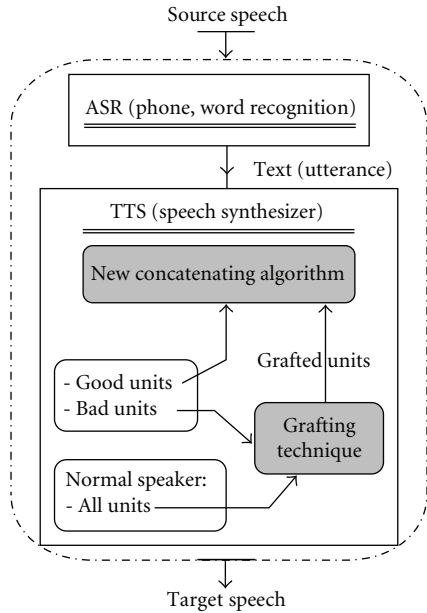 Source speech
ASR (phone, word recognition)
Text (utterance)
TTS (speech synthesizer)
New concatenating algorithm
Grafted units
- Good units
- Bad units
Grafting
technique
Normal speaker:
- All units
Target speech